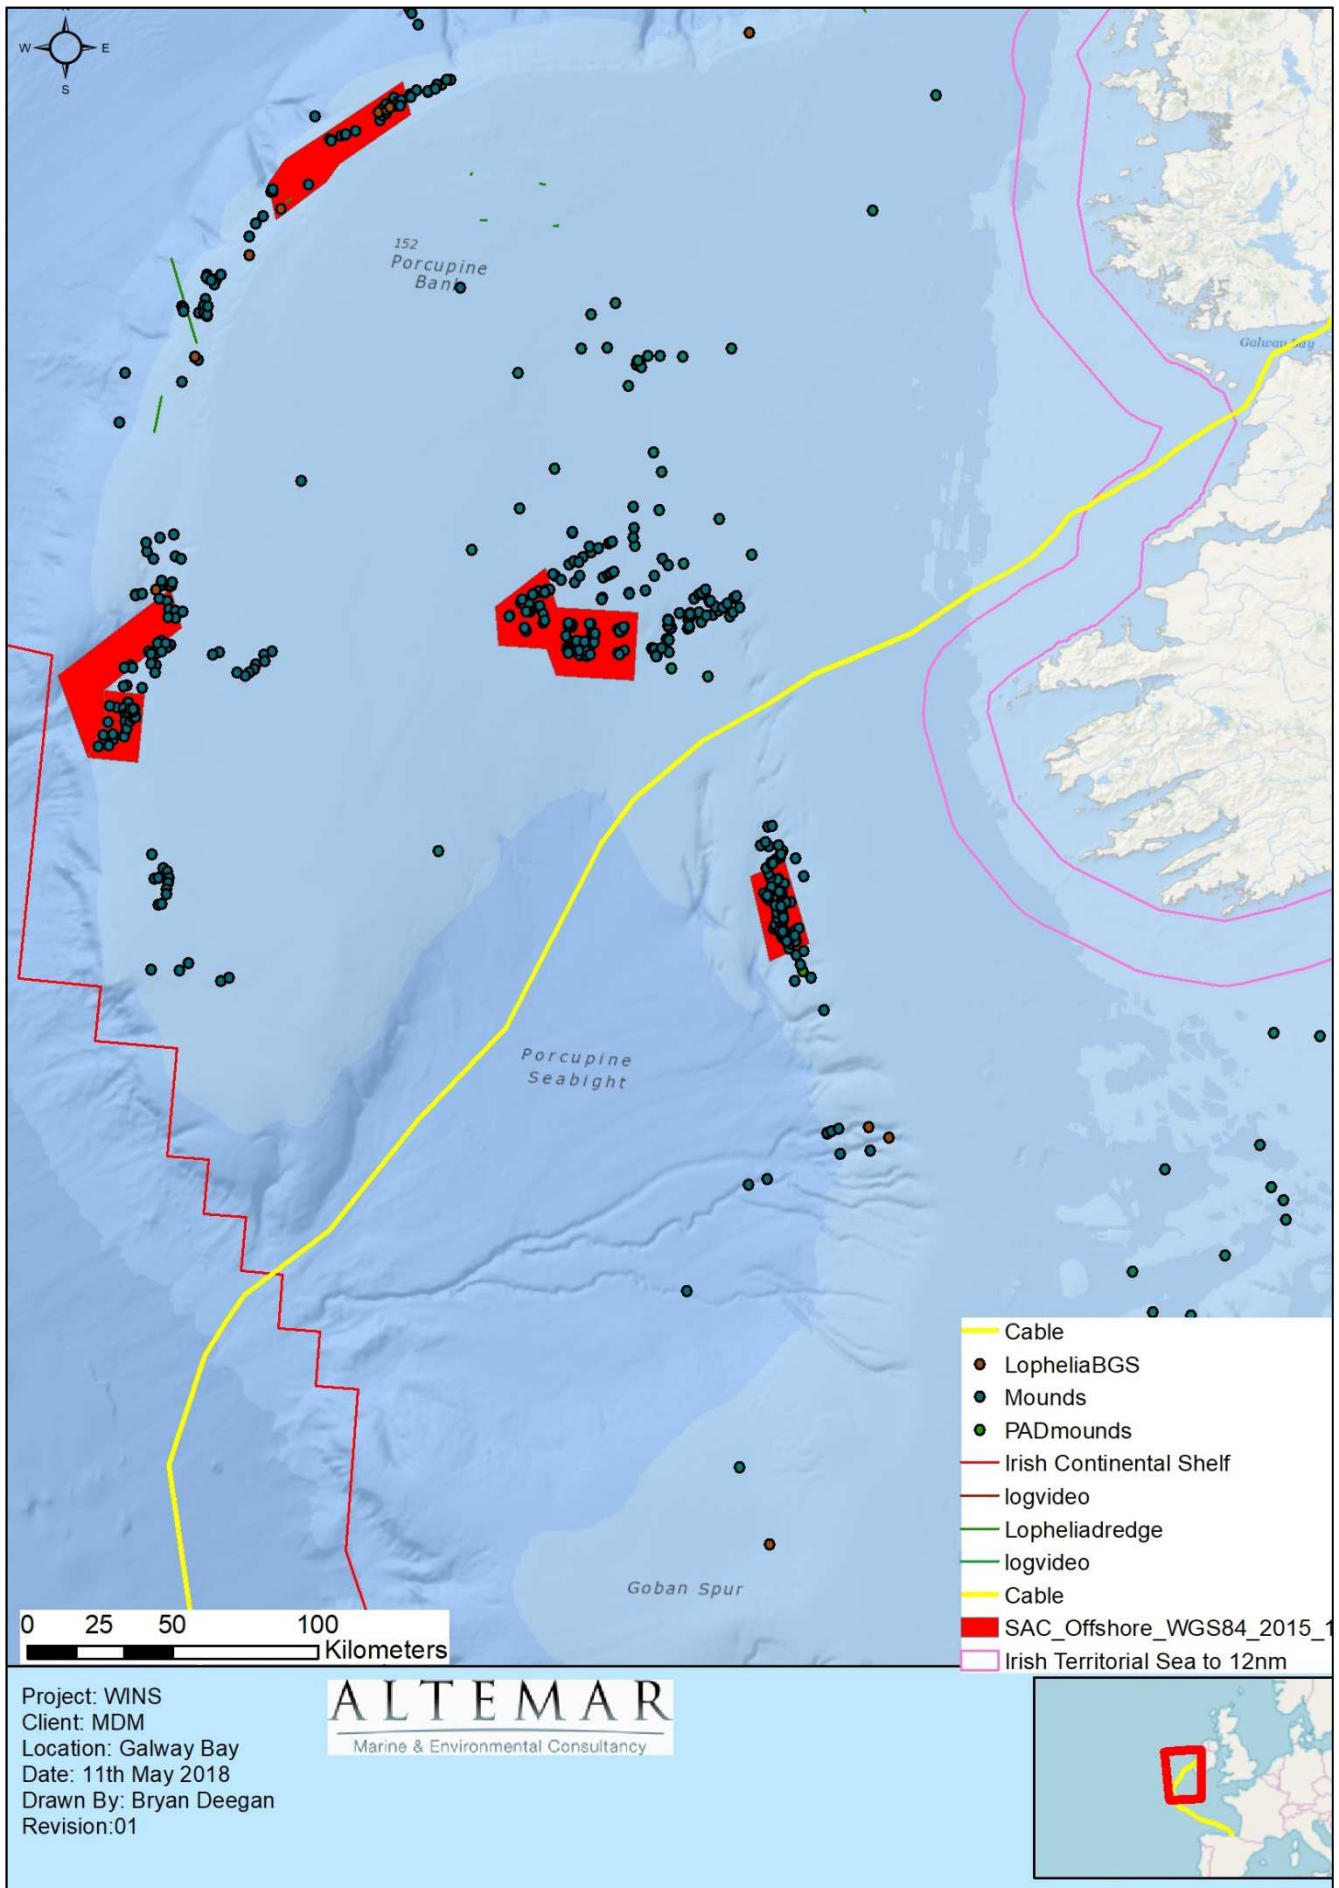 W
E
S
152
Porcupine
Bank
Galway Bay
Porcupine
Seabight
Goban Spur
Cable
LopheliaBGS
Mounds
PADmounds
Irish Continental Shelf
logvideo
Lopheliadredge
logvideo
Cable
SAC_Offshore_WGS84_2015_1
Irish Territorial Sea to 12nm
0 25 50 100
Kilometers
Project: WINS
Client: MDM
Location: Galway Bay
Date: 11th May 2018
Drawn By: Bryan Deegan
Revision:01
ALTEMAR
Marine & Environmental Consultancy